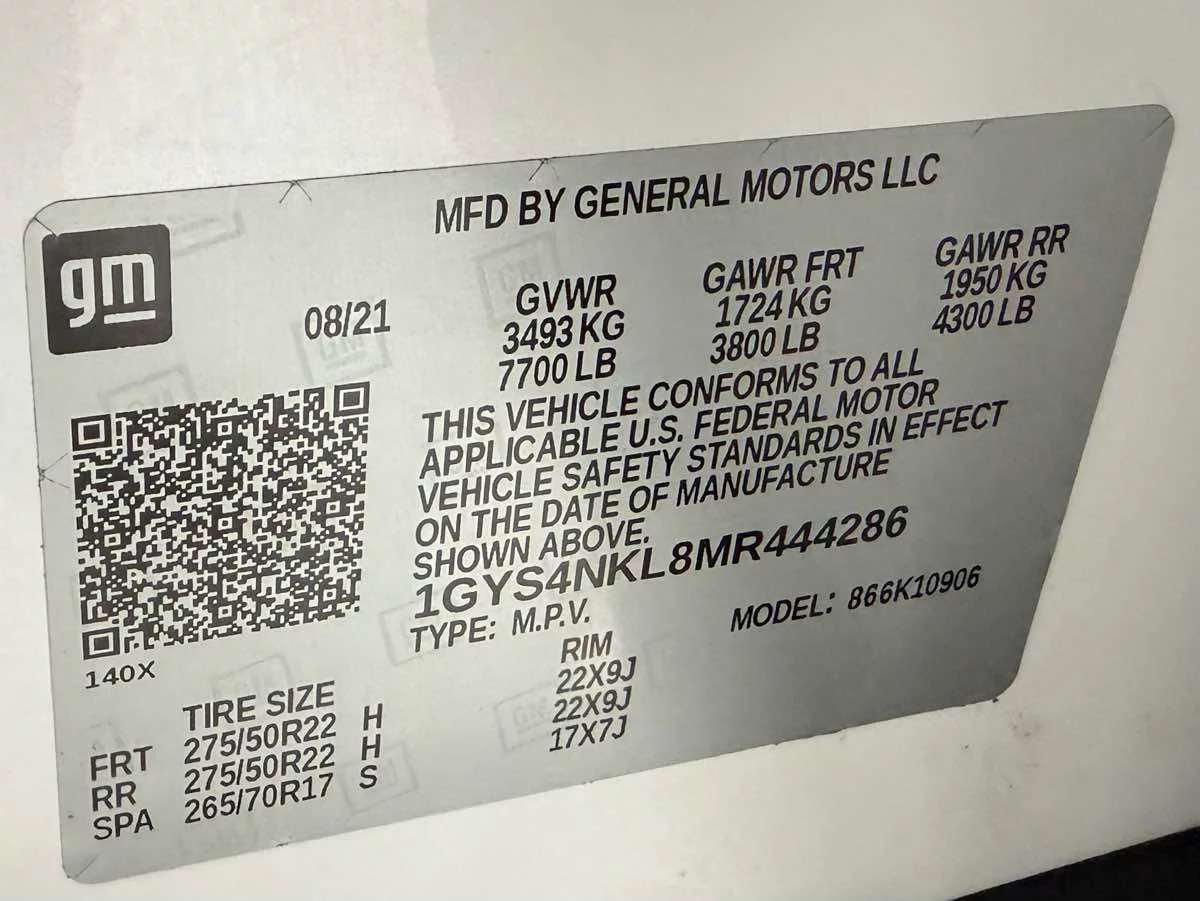 MFD BY GENERAL MOTORS LLC
gm
08/21
GVWR GAWR FRT GAWR RR
3493 KG 1724 KG 1950 KG
7700 LB 3800 LB 4300 LB
THIS VEHICLE CONFORMS TO ALL
APPLICABLE U.S. FEDERAL MOTOR
VEHICLE SAFETY STANDARDS IN EFFECT
ON THE DATE OF MANUFACTURE
SHOWN ABOVE.
1GYS4NKL8MR444286
TYPE: M.P.V. MODEL: 866K10906
140X
TIRE SIZE RIM
FRT 275/50R22 H 22X9J
RR 275/50R22 H 22X9J
SPA 265/70R17 S 17X7J